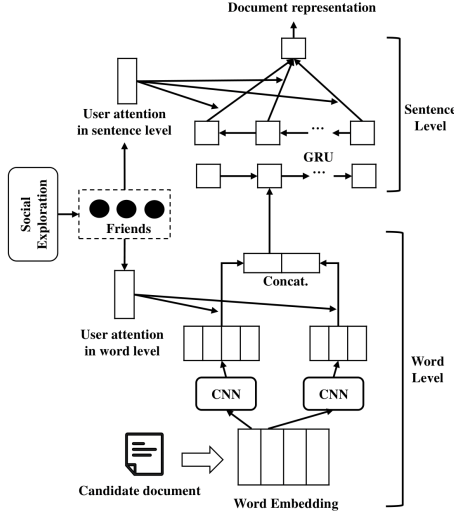 Document representation
User attention
in sentence level
Sentence
Level
GRU
...
...
Social
Exploration
Friends
Concat.
User attention
in word level
Word
Level
CNN
CNN
Candidate document
Word Embedding